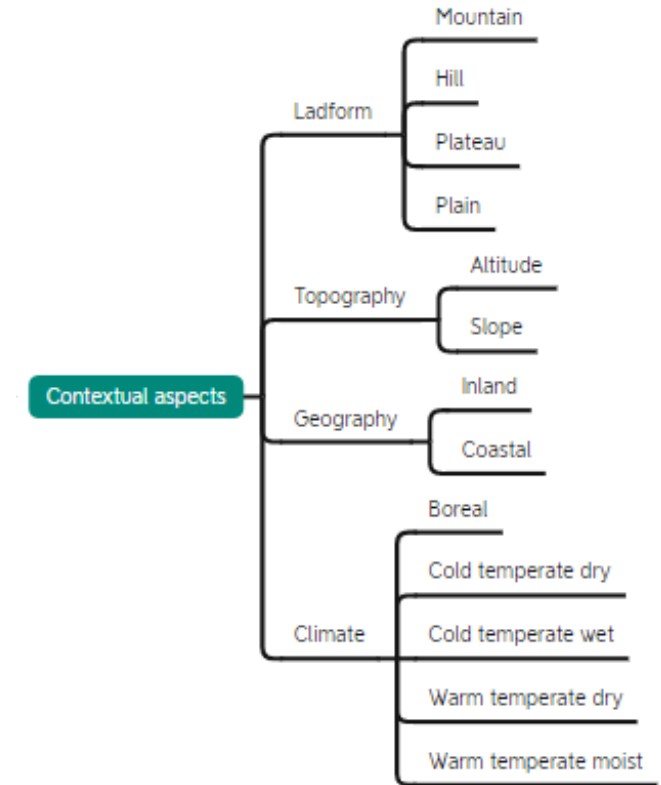 Contextual aspects
Ladform
Mountain
Hill
Plateau
Plain
Topography
Altitude
Slope
Geography
Inland
Coastal
Climate
Boreal
Cold temperate dry
Cold temperate wet
Warm temperate dry
Warm temperate moist